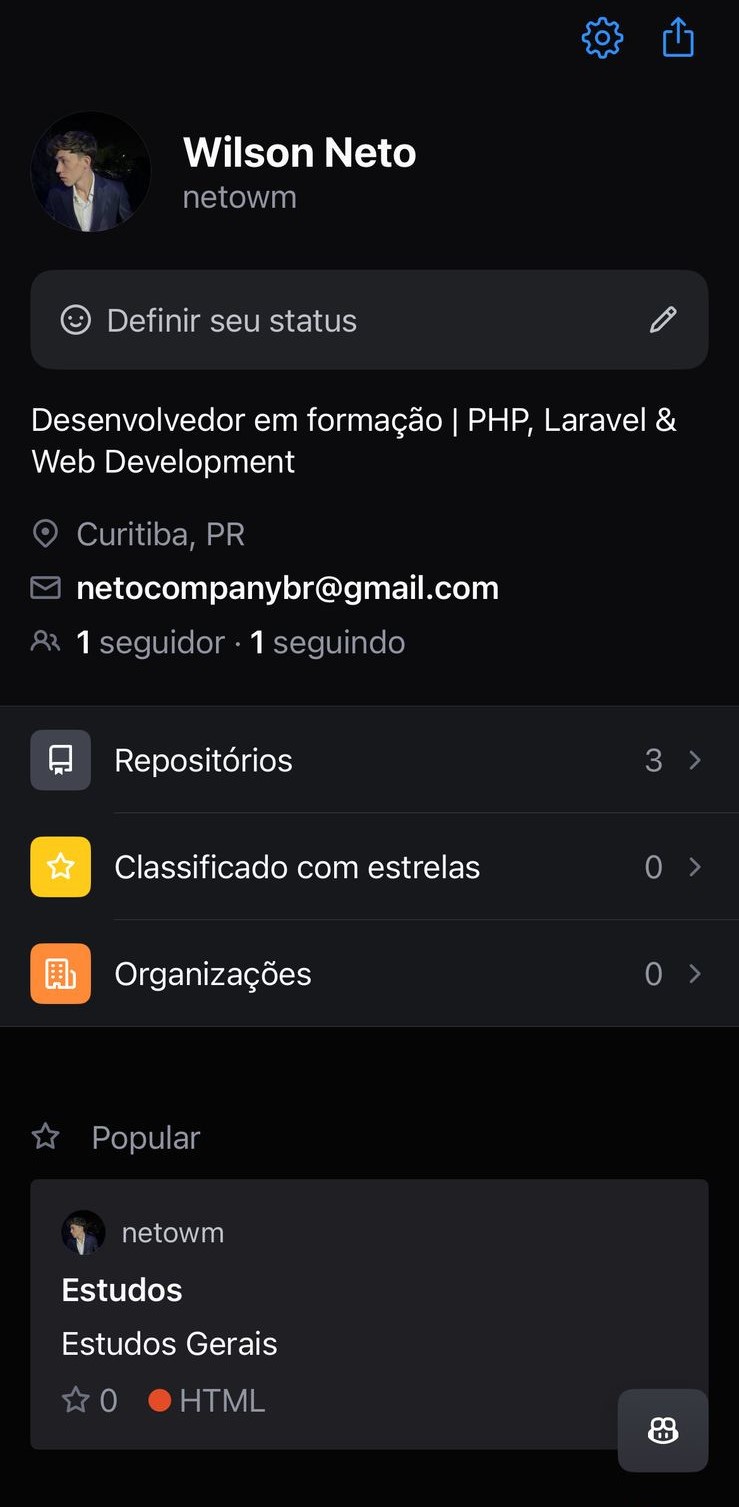 Wilson Neto
netowm
Definir seu status
Desenvolvedor em formação | PHP, Laravel &
Web Development
Curitiba, PR
netocompanybr@gmail.com
1 seguidor · 1 seguindo
Repositórios 3
Classificado com estrelas 0
Organizações 0
Popular
netowm
Estudos
Estudos Gerais
0 HTML